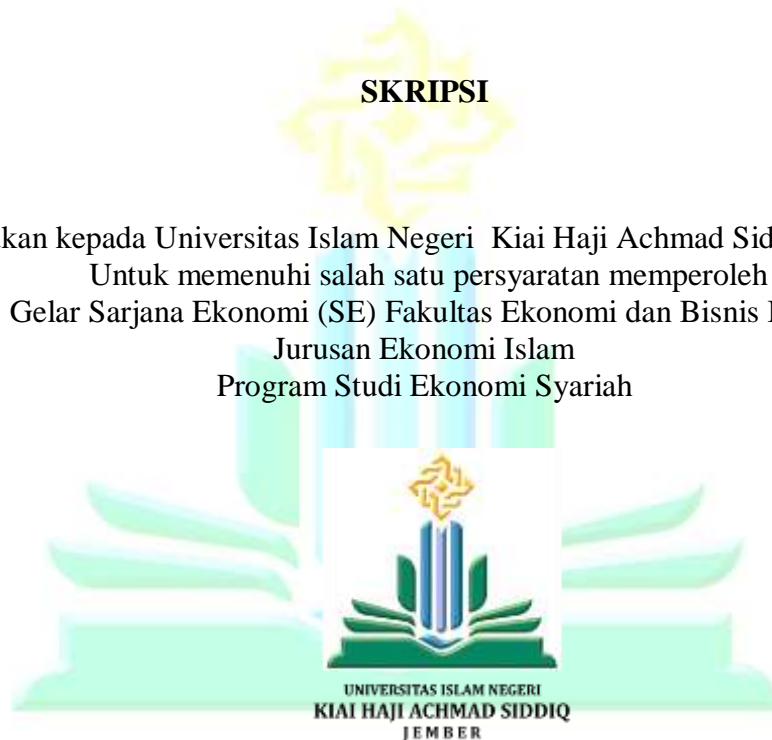 SKRIPSI
kan kepada Universitas Islam Negeri Kiai Haji Achmad Sid
Untuk memenuhi salah satu persyaratan memperoleh
Gelar Sarjana Ekonomi (SE) Fakultas Ekonomi dan Bisnis
Jurusan Ekonomi Islam
Program Studi Ekonomi Syariah
UNIVERSITAS ISLAM NEGERI
KIAI HAJI ACHMAD SIDDIQ
JEMBER